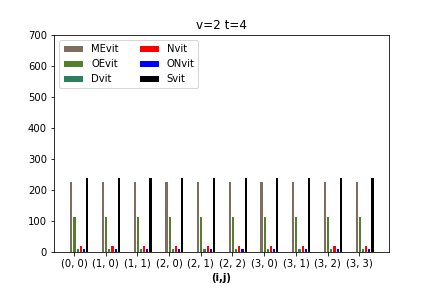 v=2 t=4
MEvit
OEvit
Dvit
Nvit
ONvit
Svit
700
600
500
400
300
200
100
0
(0, 0) (1, 0) (1, 1) (2, 0) (2, 1) (2, 2) (3, 0) (3, 1) (3, 2) (3, 3)
(i,j)